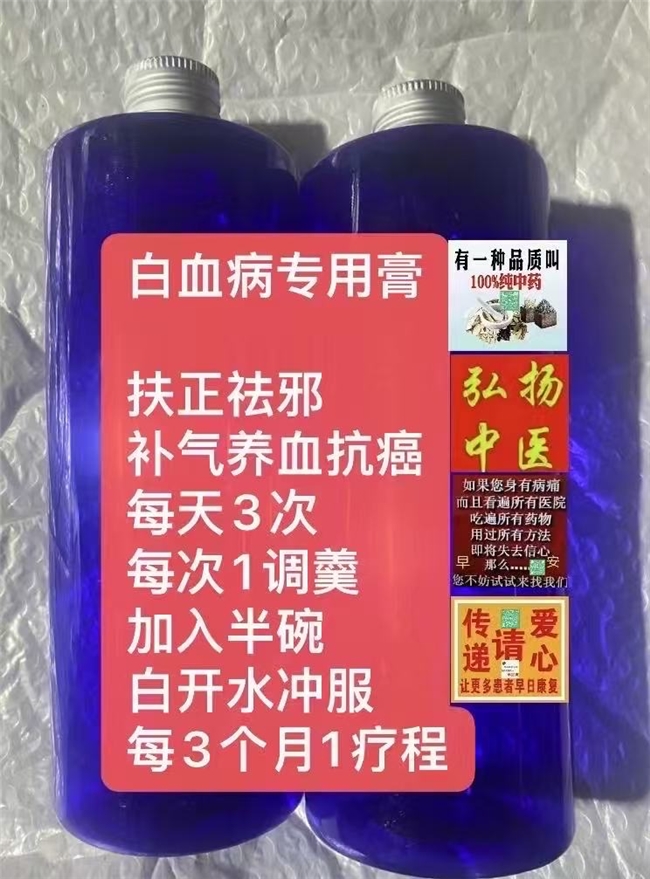 白血病专用膏
扶正祛邪
补气养血抗癌
每天3次
每次1调羹
加入半碗
白开水冲服
每3个月1疗程
有一种品质叫
100%纯中药
弘扬
中医
如果您身有病痛
而且看遍所有医院
吃遍所有药物
用过所有方法
即将失去信心
早 那么..... 安
您不妨试试来找我们
传递 请 爱心
让更多患者早日康复